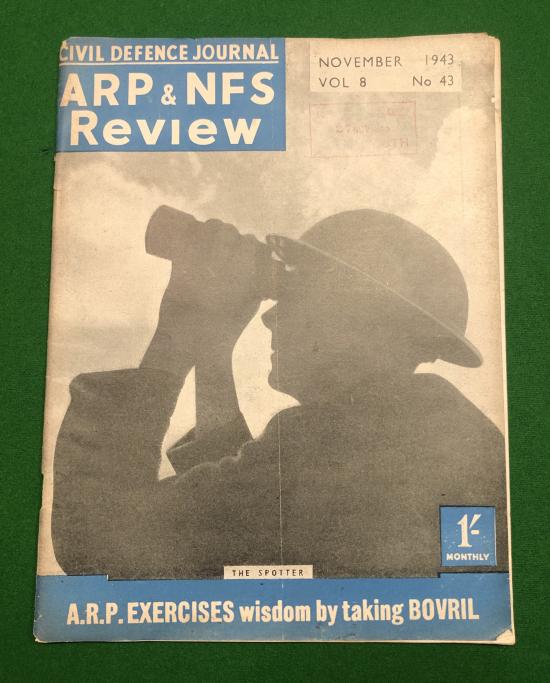 CIVIL DEFENCE JOURNAL
ARP & NFS
Review
NOVEMBER 1943
VOL 8 No 43
1/-
MONTHLY
THE SPOTTER
A.R.P. EXERCISES wisdom by taking BOVRIL